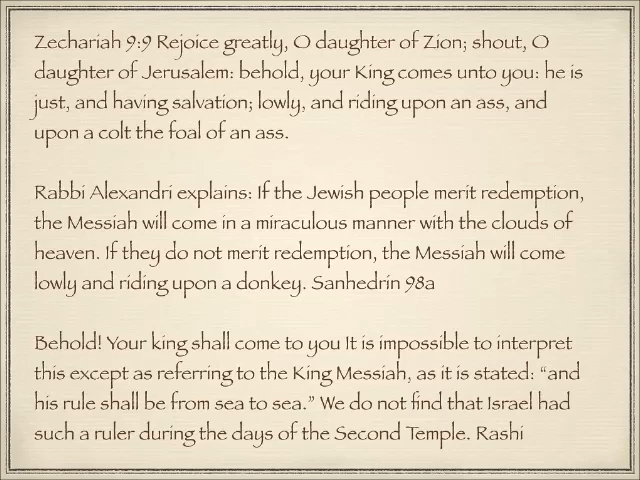 Zechariah 9:9 Rejoice greatly, O daughter of Zion; shout, O
daughter of Jerusalem: behold, your King comes unto you: he is
just, and having salvation; lowly, and riding upon an ass, and
upon a colt the foal of an ass.
Rabbi Alexandri explains: If the Jewish people merit redemption,
the Messiah will come in a miraculous manner with the clouds of
heaven. If they do not merit redemption, the Messiah will come
lowly and riding upon a donkey. Sanhedrin 98a
Behold! Your king shall come to you It is impossible to interpret
this except as referring to the King Messiah, as it is stated: “and
his rule shall be from sea to sea.” We do not find that Israel had
such a ruler during the days of the Second Temple. Rashi